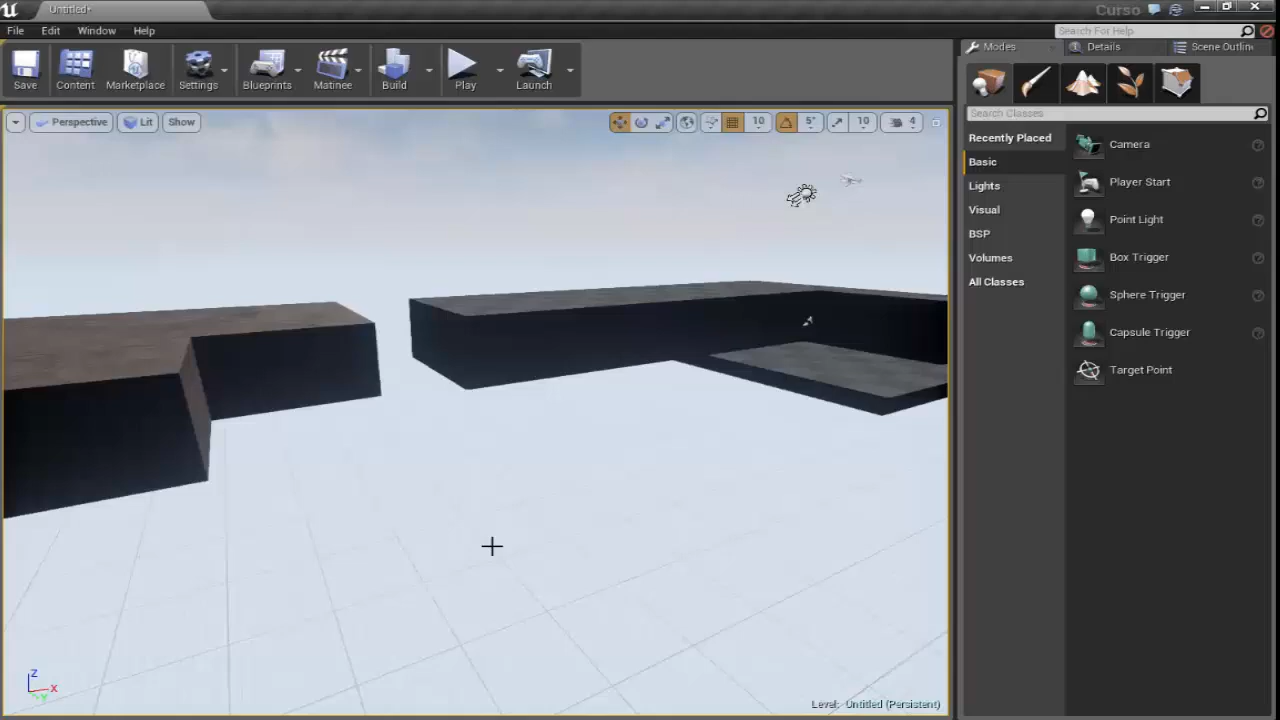 Untitled*
Curso
File Edit Window Help
Search For Help
Save Content Marketplace Settings Blueprints Matinee Build Play Launch
Modes Details Scene Outlin
Perspective Lit Show
10 5° 10 4
Search Classes
Recently Placed
Basic
Lights
Visual
BSP
Volumes
All Classes
Camera
Player Start
Point Light
Box Trigger
Sphere Trigger
Capsule Trigger
Target Point
Z
X
Y
Level: Untitled (Persistent)